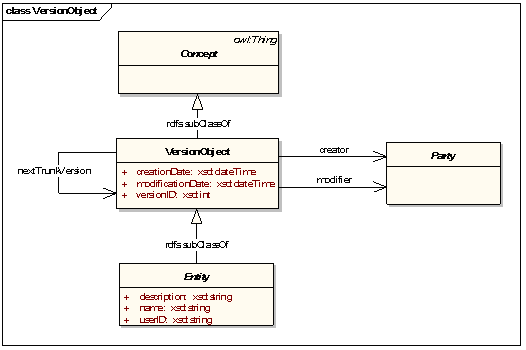 class VersionObject
owl:Thing
Concept
rdfs:subClassOf
VersionObject
+ creationDate: xsd:dateTime
+ modificationDate: xsd:dateTime
+ versionID: xsd:int
nextTrunkVersion
creator
modifier
Party
rdfs:subClassOf
Entity
+ description: xsd:string
+ name: xsd:string
+ userID: xsd:string